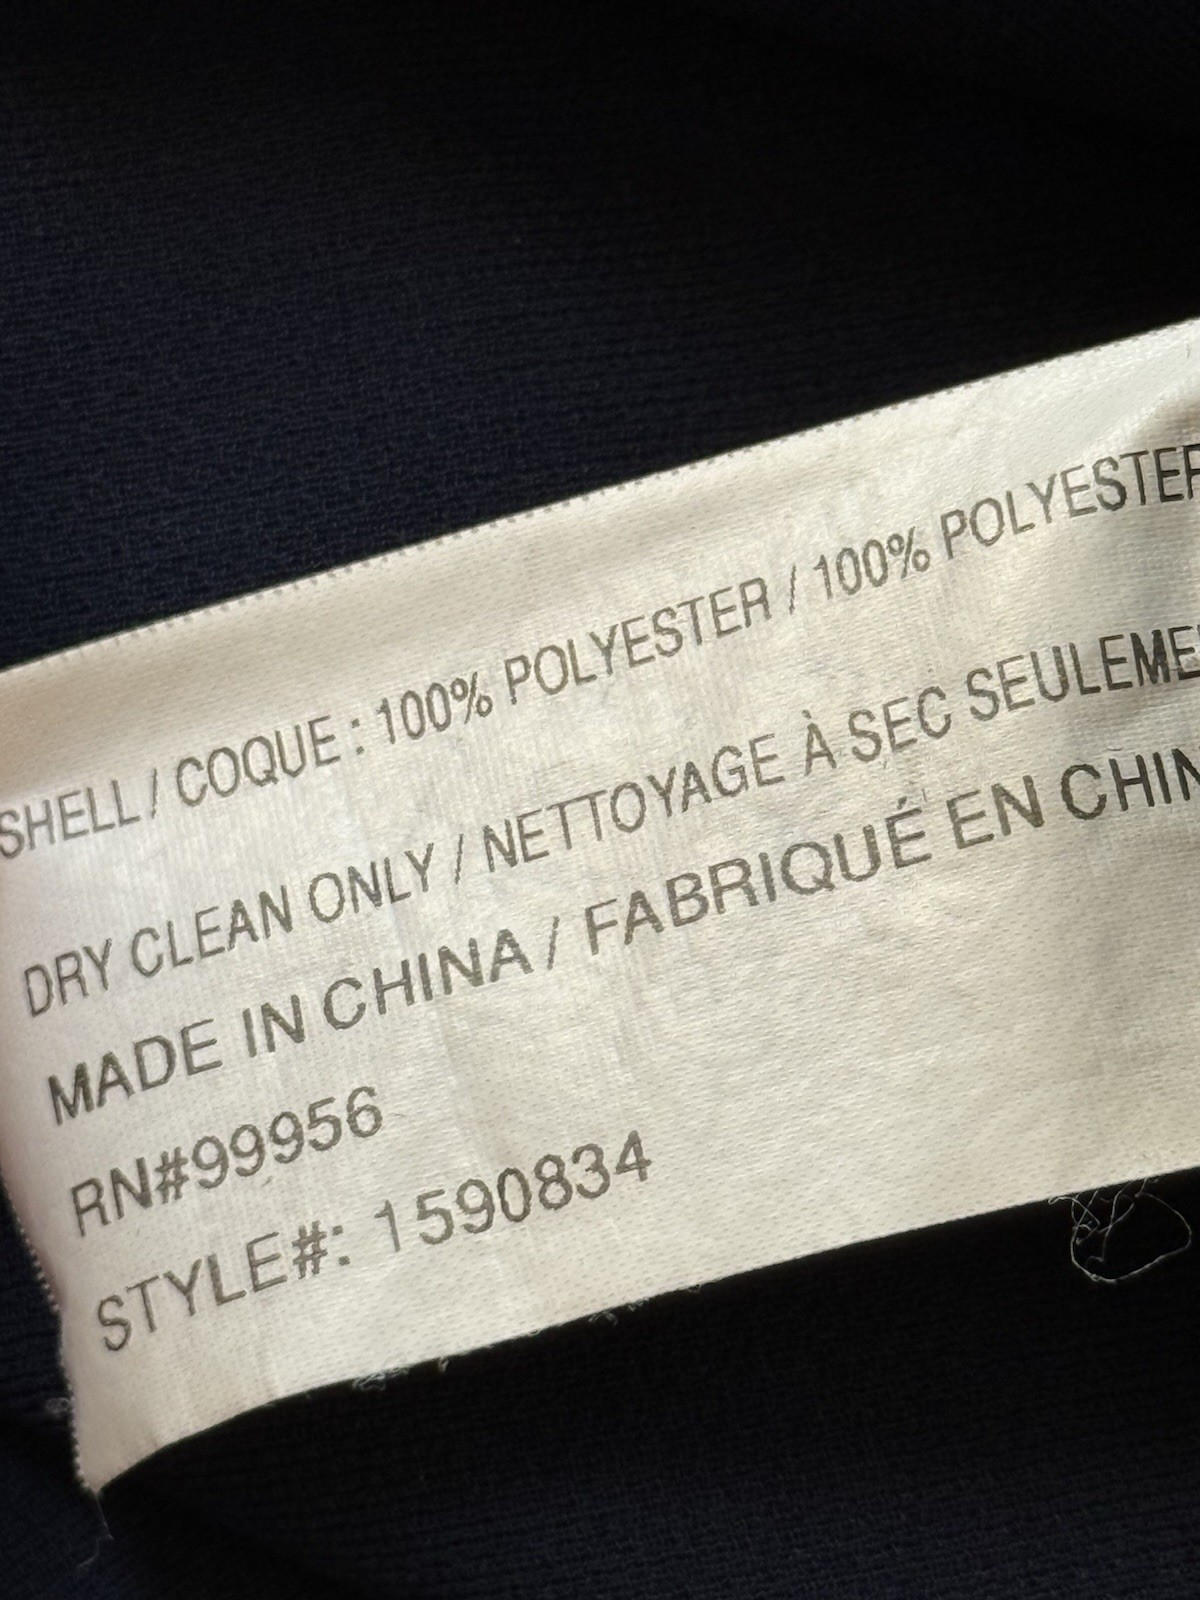 SHELL / COQUE : 100% POLYESTER / 100% POLYESTER
DRY CLEAN ONLY / NETTOYAGE À SEC SEULEME
MADE IN CHINA / FABRIQUÉ EN CHIN
RN#99956
STYLE#: 1590834